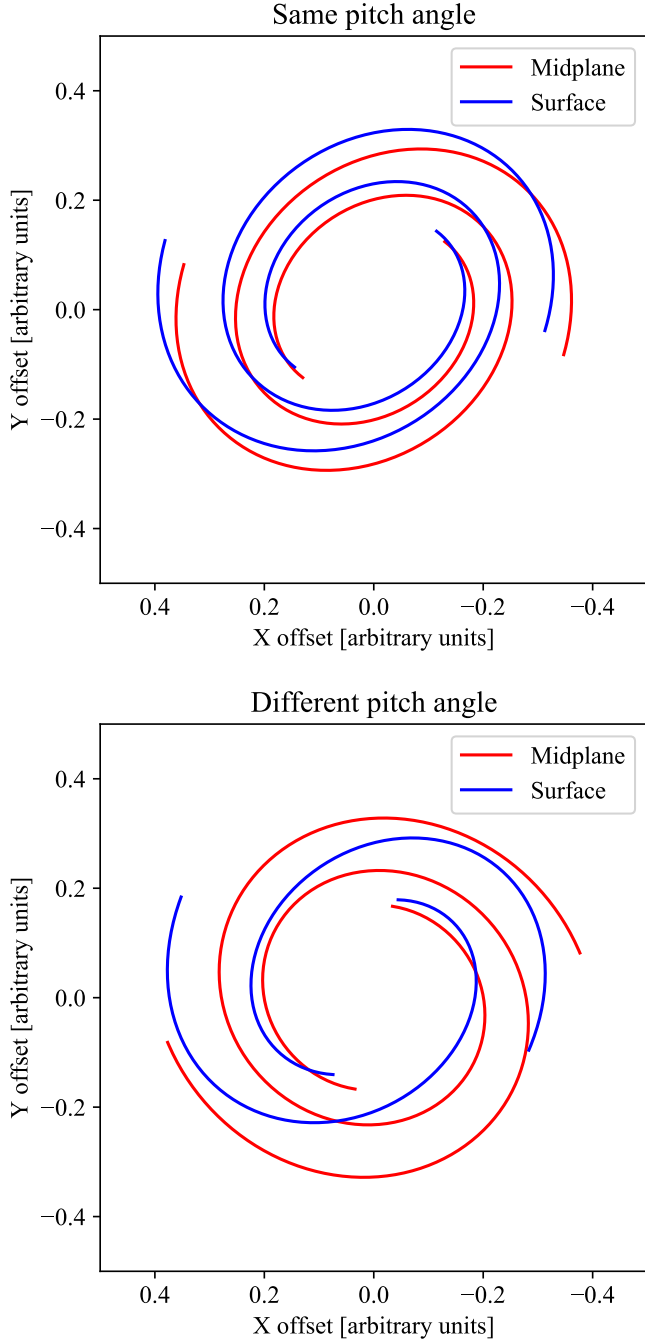 Same pitch angle
Midplane
Surface
0.4
0.2
0.0
−0.2
−0.4
Y offset [arbitrary units]
0.4 0.2 0.0 −0.2 −0.4
X offset [arbitrary units]
Different pitch angle
Midplane
Surface
0.4
0.2
0.0
−0.2
−0.4
Y offset [arbitrary units]
0.4 0.2 0.0 −0.2 −0.4
X offset [arbitrary units]